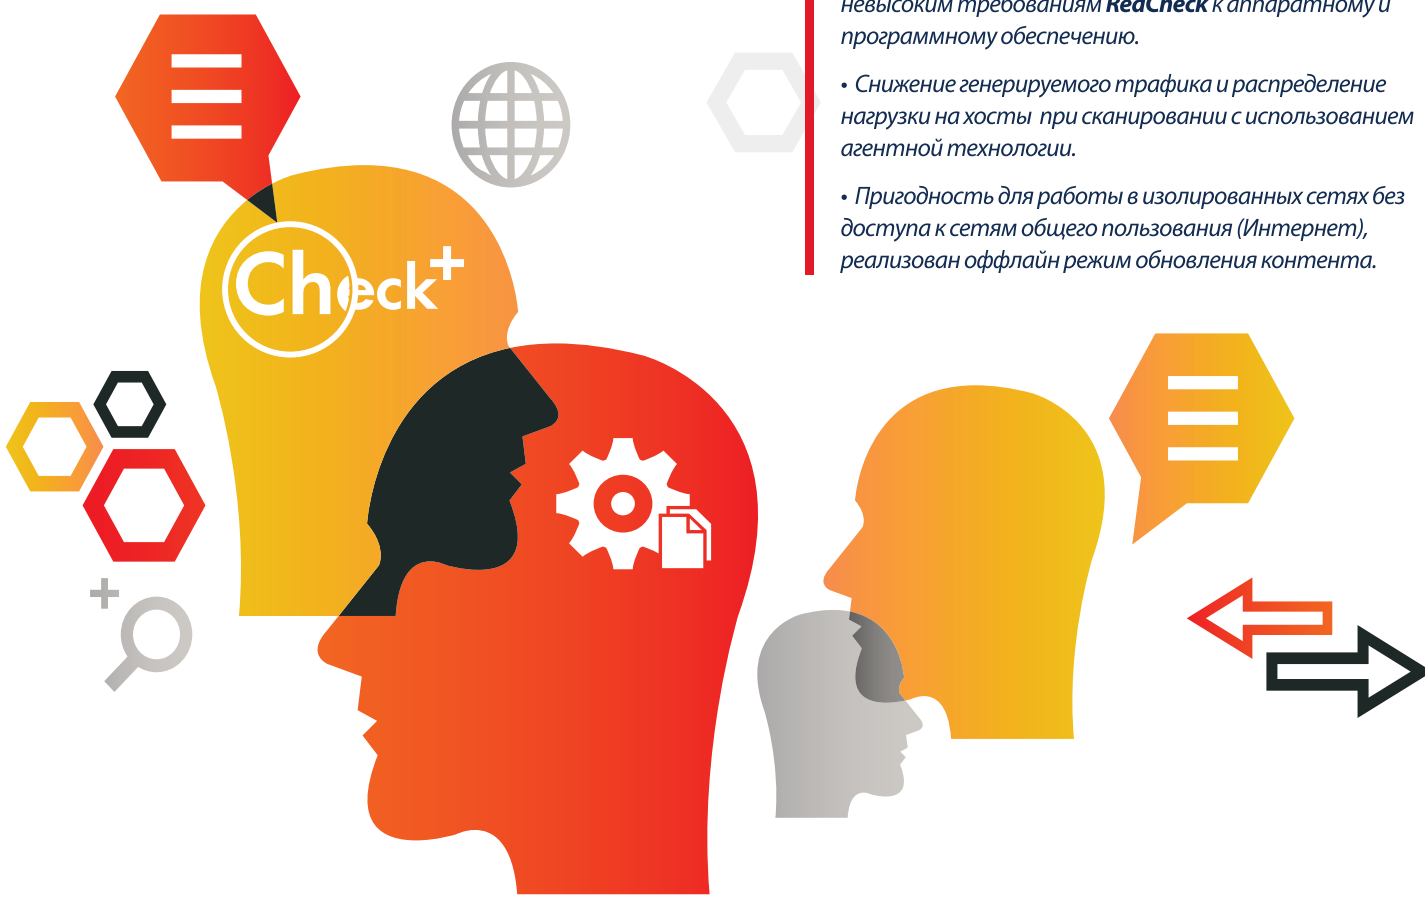 невысоким требованиям RedCheck к аппаратному и
программному обеспечению.
• Снижение генерируемого трафика и распределение
нагрузки на хосты при сканировании с использованием
агентной технологии.
• Пригодность для работы в изолированных сетях без
доступа к сетям общего пользования (Интернет),
реализован оффлайн режим обновления контента.
Check+